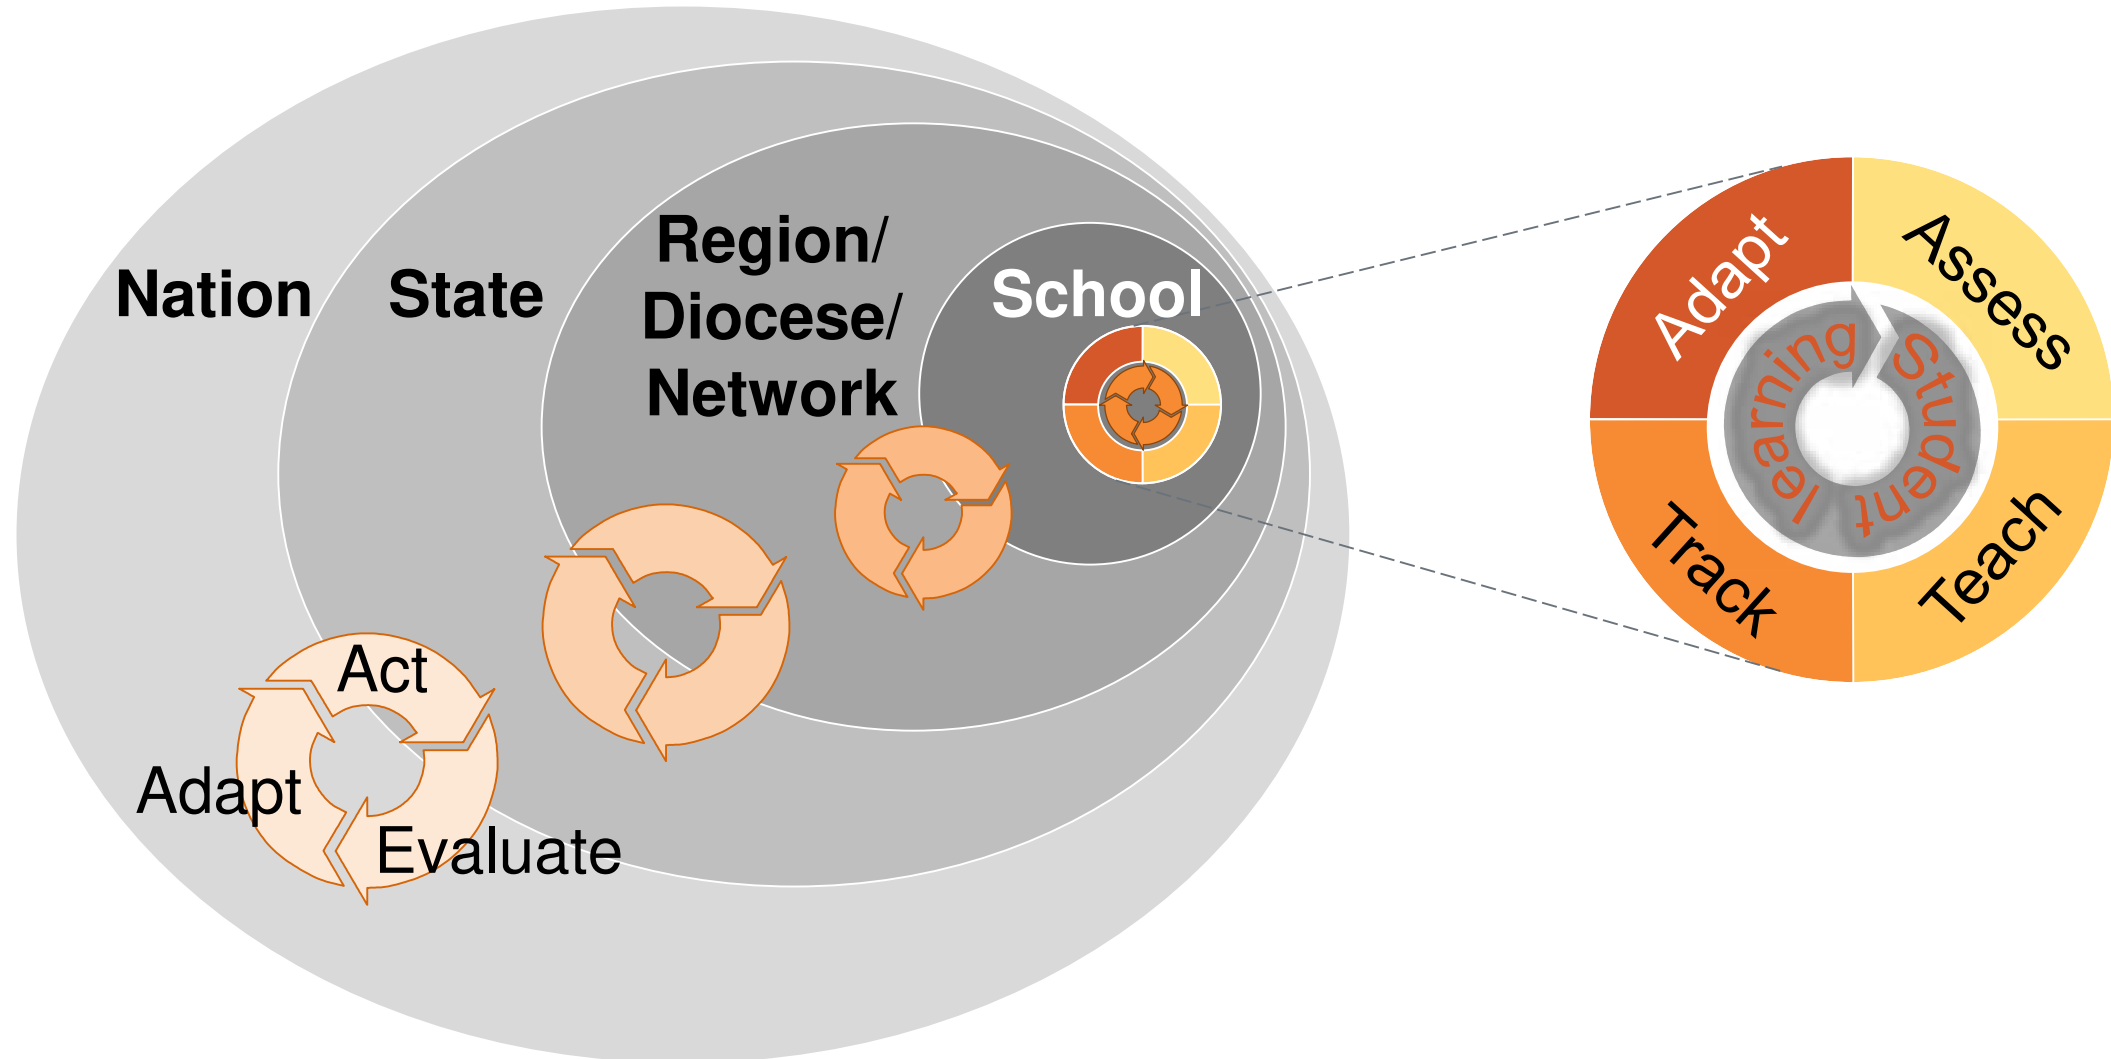 Nation
State
Region/
Diocese/
Network
School
Act
Adapt
Evaluate
Adapt
Assess
Teach
Track
Student
learning